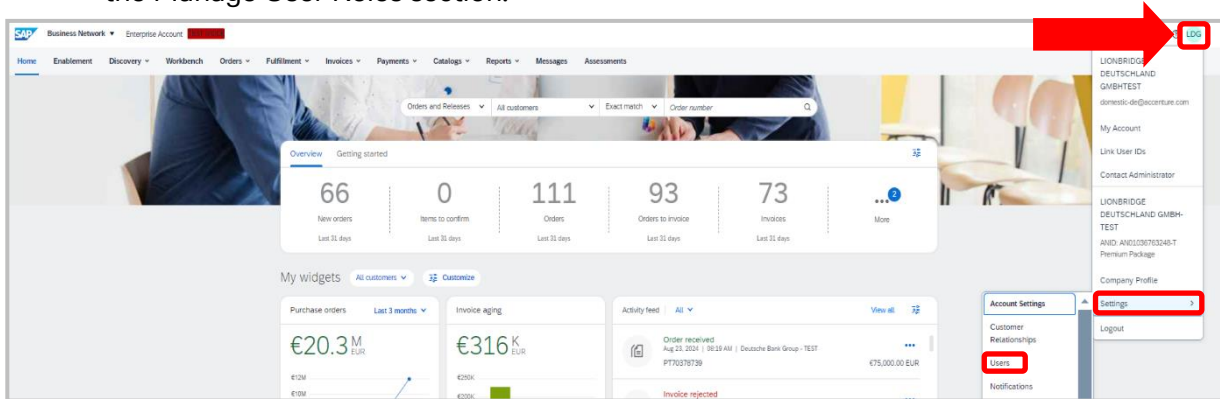 the Manage User Roles section.
SAP Business Network Enterprise Account
LDG
Home Enablement Discovery Workbench Orders Fulfillment Invoices Payments Catalogs Reports Messages Assessments
Orders and Releases All customers Exact match Order number
Overview Getting started
66 0 111 93 73 ...2
New orders Items to confirm Orders Orders to invoice Invoices More
Last 31 days Last 31 days Last 31 days Last 31 days Last 31 days
My widgets All customers Customize
Purchase orders Last 3 months
€20.3 M EUR
€12M
€10M
Invoice aging
€316 K EUR
€250K
€200K
Activity feed All View all
Order received
Aug 23, 2024 | 08:19 AM | Deutsche Bank Group - TEST
PT70378739 €75,000.00 EUR
Invoice rejected
LIONBRIDGE
DEUTSCHLAND
GMBHTEST
domestic-de@accenture.com
My Account
Link User IDs
Contact Administrator
LIONBRIDGE
DEUTSCHLAND GMBH-
TEST
ANID: AN01036763248-T
Premium Package
Company Profile
Settings
Logout
Account Settings
Customer
Relationships
Users
Notifications